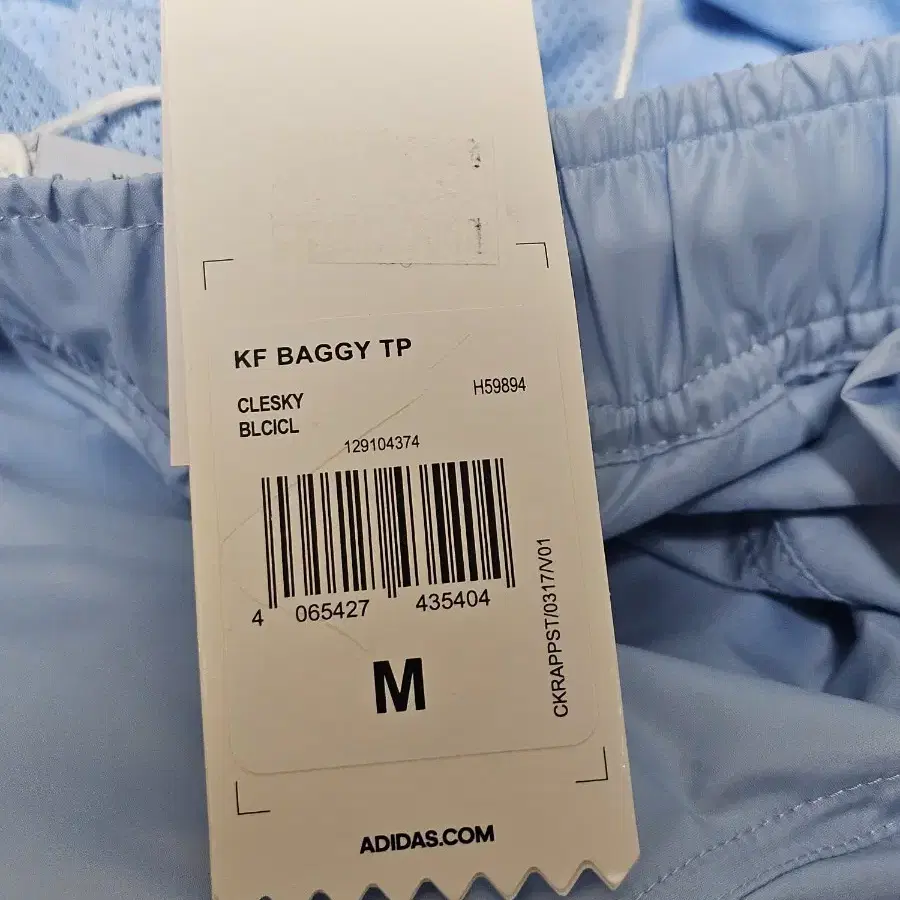 KF BAGGY TP
CLESKY
H59894
BLCICL
129104374
4 065427 435404
CKRAPPST/0317/V01
M
ADIDAS.COM